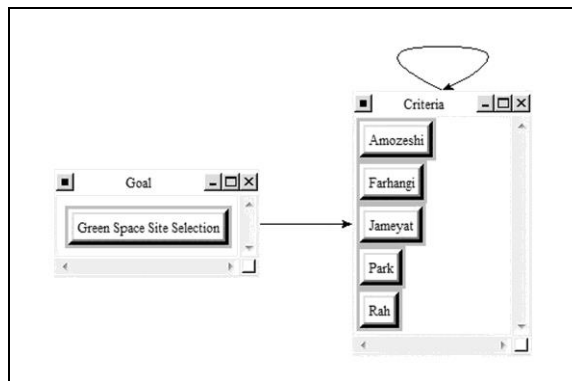 Goal
Green Space Site Selection
Criteria
Amozeshi
Farhangi
Jameyat
Park
Rah